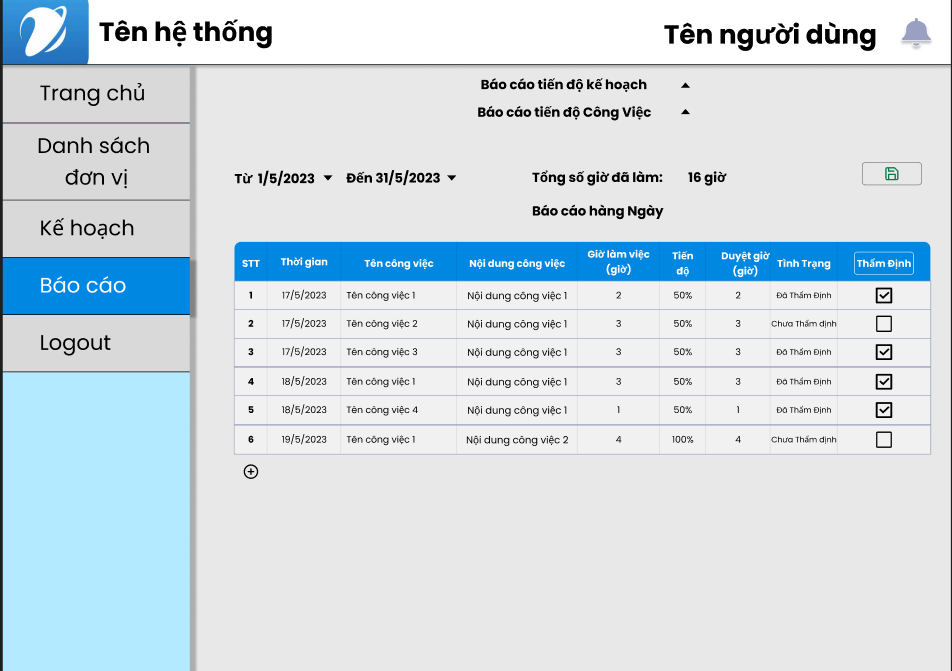 Tên hệ thống
Tên người dùng
Trang chủ
Danh sách
đơn vị
Kế hoạch
Báo cáo
Logout
Báo cáo tiến độ kế hoạch
Báo cáo tiến độ Công Việc
Từ 1/5/2023 Đến 31/5/2023 Tổng số giờ đã làm: 16 giờ
Báo cáo hàng Ngày
STT Thời gian Tên công việc Nội dung công việc Giờ làm việc (giờ) Tiến độ Duyệt giờ (giờ) Tình Trạng Thẩm Định
1 17/5/2023 Tên công việc 1 Nội dung công việc 1 2 50% 2 Đã Thẩm Định
2 17/5/2023 Tên công việc 2 Nội dung công việc 1 3 50% 3 Chưa Thẩm định
3 17/5/2023 Tên công việc 3 Nội dung công việc 1 3 50% 3 Đã Thẩm Định
4 18/5/2023 Tên công việc 1 Nội dung công việc 1 3 50% 3 Đã Thẩm Định
5 18/5/2023 Tên công việc 4 Nội dung công việc 1 1 50% 1 Đã Thẩm Định
6 19/5/2023 Tên công việc 1 Nội dung công việc 2 4 100% 4 Chưa Thẩm định